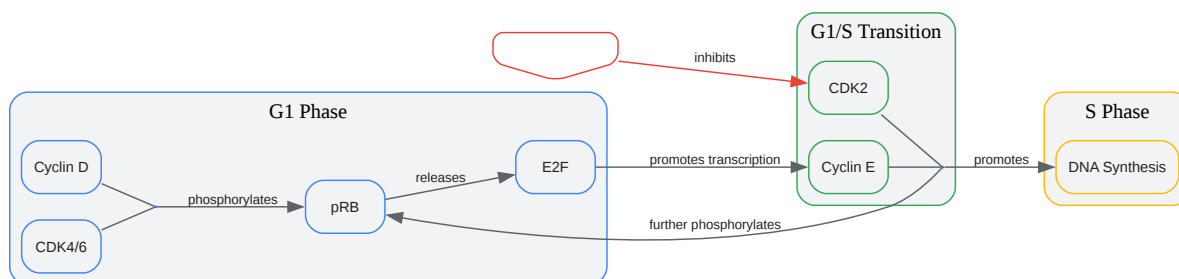 G1/S Transition
inhibits
CDK2
G1 Phase
S Phase
Cyclin D
E2F
promotes transcription
Cyclin E
promotes
DNA Synthesis
releases
phosphorylates
pRB
further phosphorylates
CDK4/6